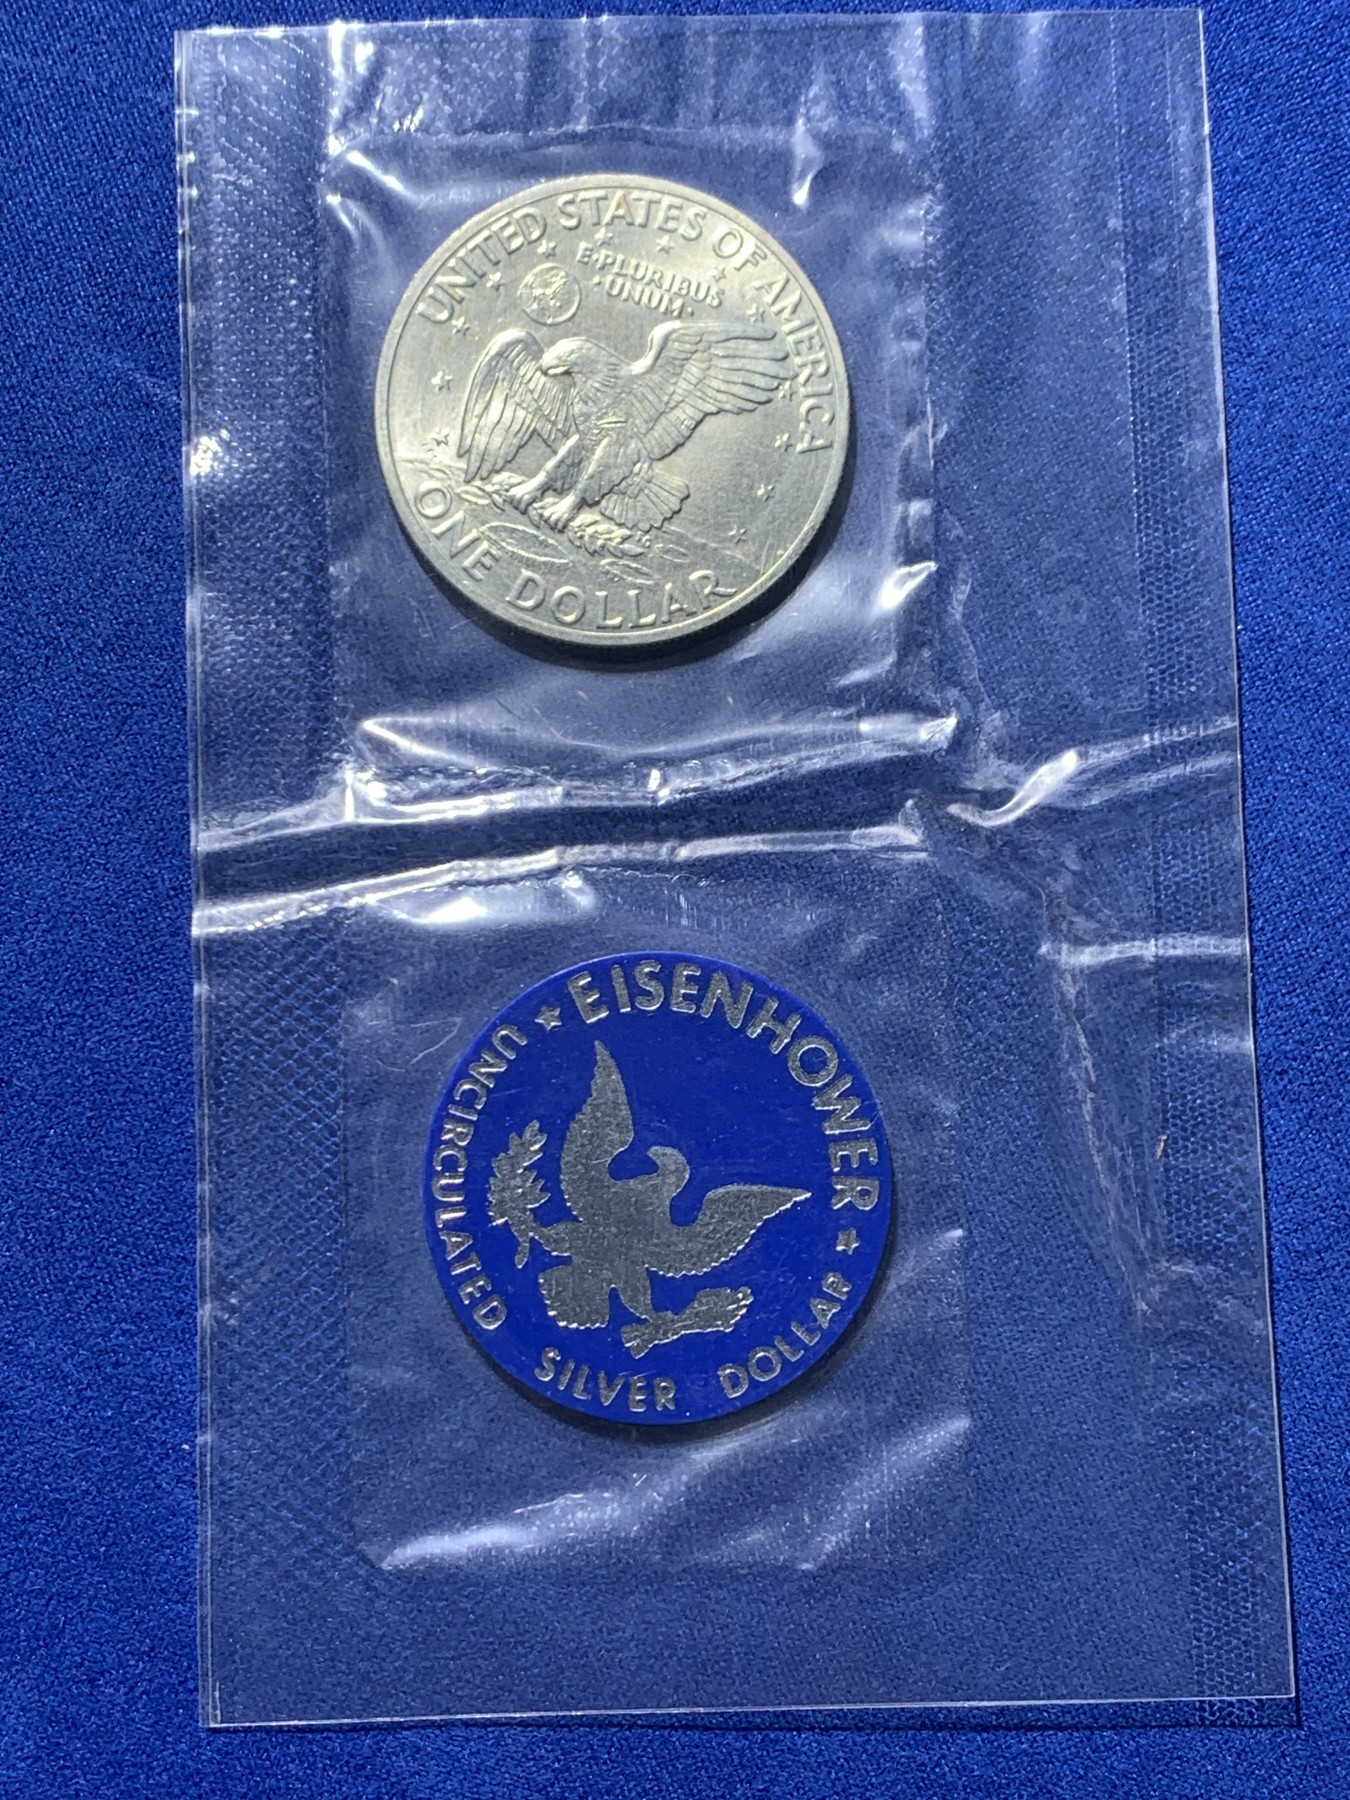 UNITED STATES OF AMERICA
E·PLURIBUS
·UNUM·
ONE DOLLAR
★ EISENHOWER ★
UNCIRCULATED SILVER DOLLAR